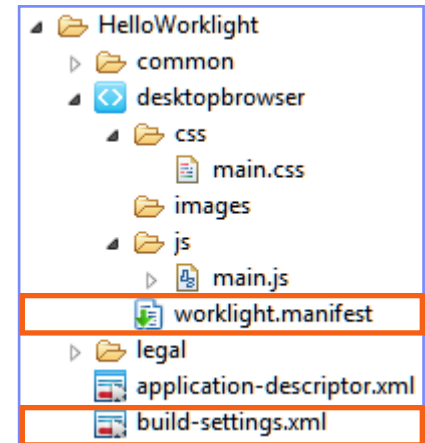 HelloWorklight
common
desktopbrowser
css
main.css
images
js
main.js
worklight.manifest
legal
application-descriptor.xml
build-settings.xml